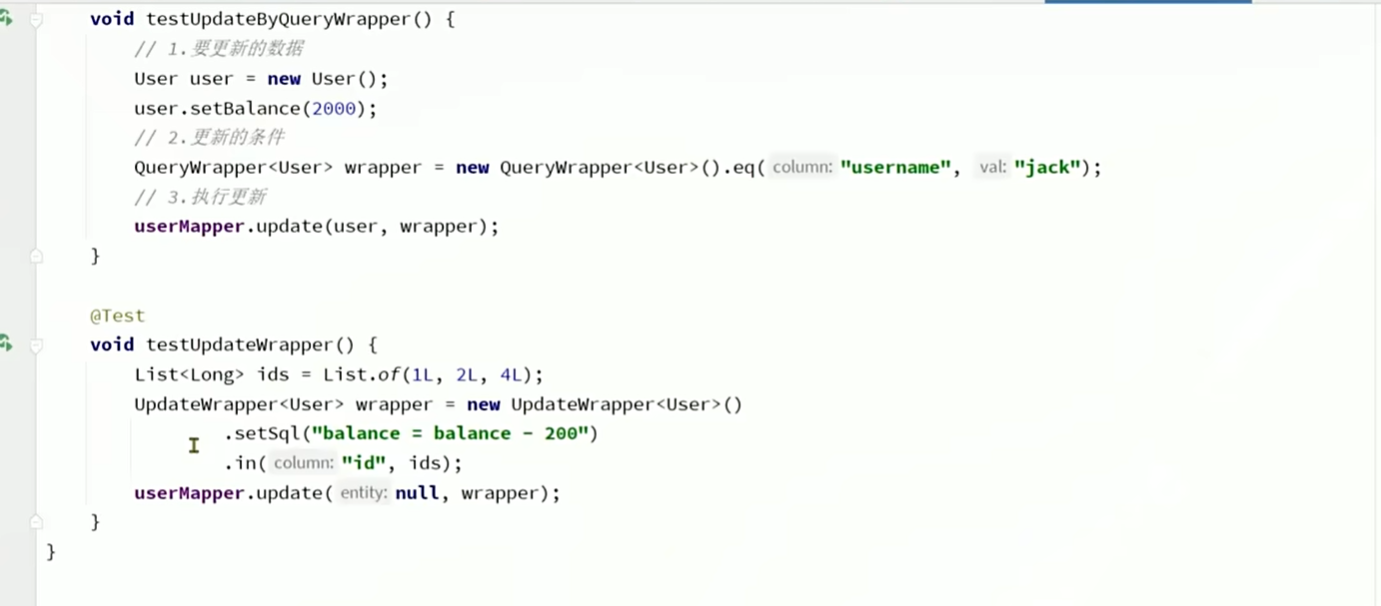 void testUpdateByQueryWrapper() {
// 1.要更新的数据
User user = new User();
user.setBalance(2000);
// 2.更新的条件
QueryWrapper<User> wrapper = new QueryWrapper<User>().eq( column: "username", val: "jack");
// 3.执行更新
userMapper.update(user, wrapper);
}
@Test
void testUpdateWrapper() {
List<Long> ids = List.of(1L, 2L, 4L);
UpdateWrapper<User> wrapper = new UpdateWrapper<User>()
.setSql("balance = balance - 200")
.in( column: "id", ids);
userMapper.update( entity: null, wrapper);
}
}